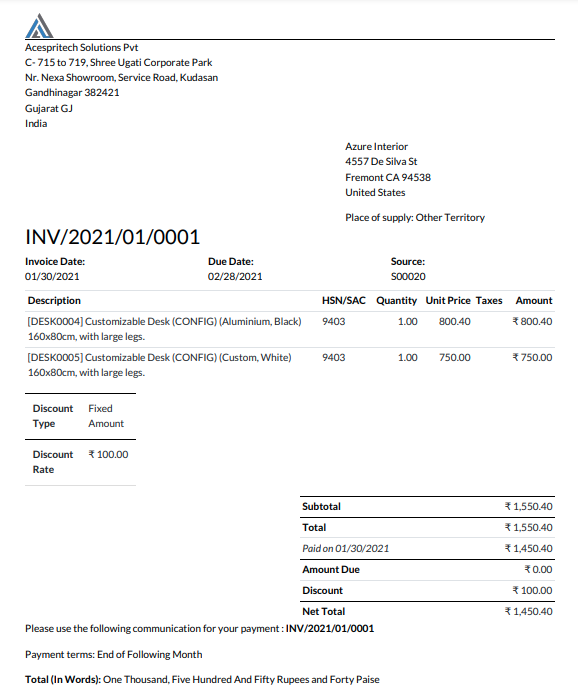 Acespritech Solutions Pvt
C- 715 to 719, Shree Ugati Corporate Park
Nr. Nexa Showroom, Service Road, Kudasan
Gandhinagar 382421
Gujarat GJ
India
Azure Interior
4557 De Silva St
Fremont CA 94538
United States
Place of supply: Other Territory
INV/2021/01/0001
Invoice Date: Due Date: Source:
01/30/2021 02/28/2021 S00020
Description HSN/SAC Quantity Unit Price Taxes Amount
[DESK0004] Customizable Desk (CONFIG) (Aluminium, Black) 9403 1.00 800.40 ₹ 800.40
160x80cm, with large legs.
[DESK0005] Customizable Desk (CONFIG) (Custom, White) 9403 1.00 750.00 ₹ 750.00
160x80cm, with large legs.
Discount Fixed
Type Amount
Discount ₹ 100.00
Rate
Subtotal ₹ 1,550.40
Total ₹ 1,550.40
Paid on 01/30/2021 ₹ 1,450.40
Amount Due ₹ 0.00
Discount ₹ 100.00
Net Total ₹ 1,450.40
Please use the following communication for your payment : INV/2021/01/0001
Payment terms: End of Following Month
Total (In Words): One Thousand, Five Hundred And Fifty Rupees and Forty Paise